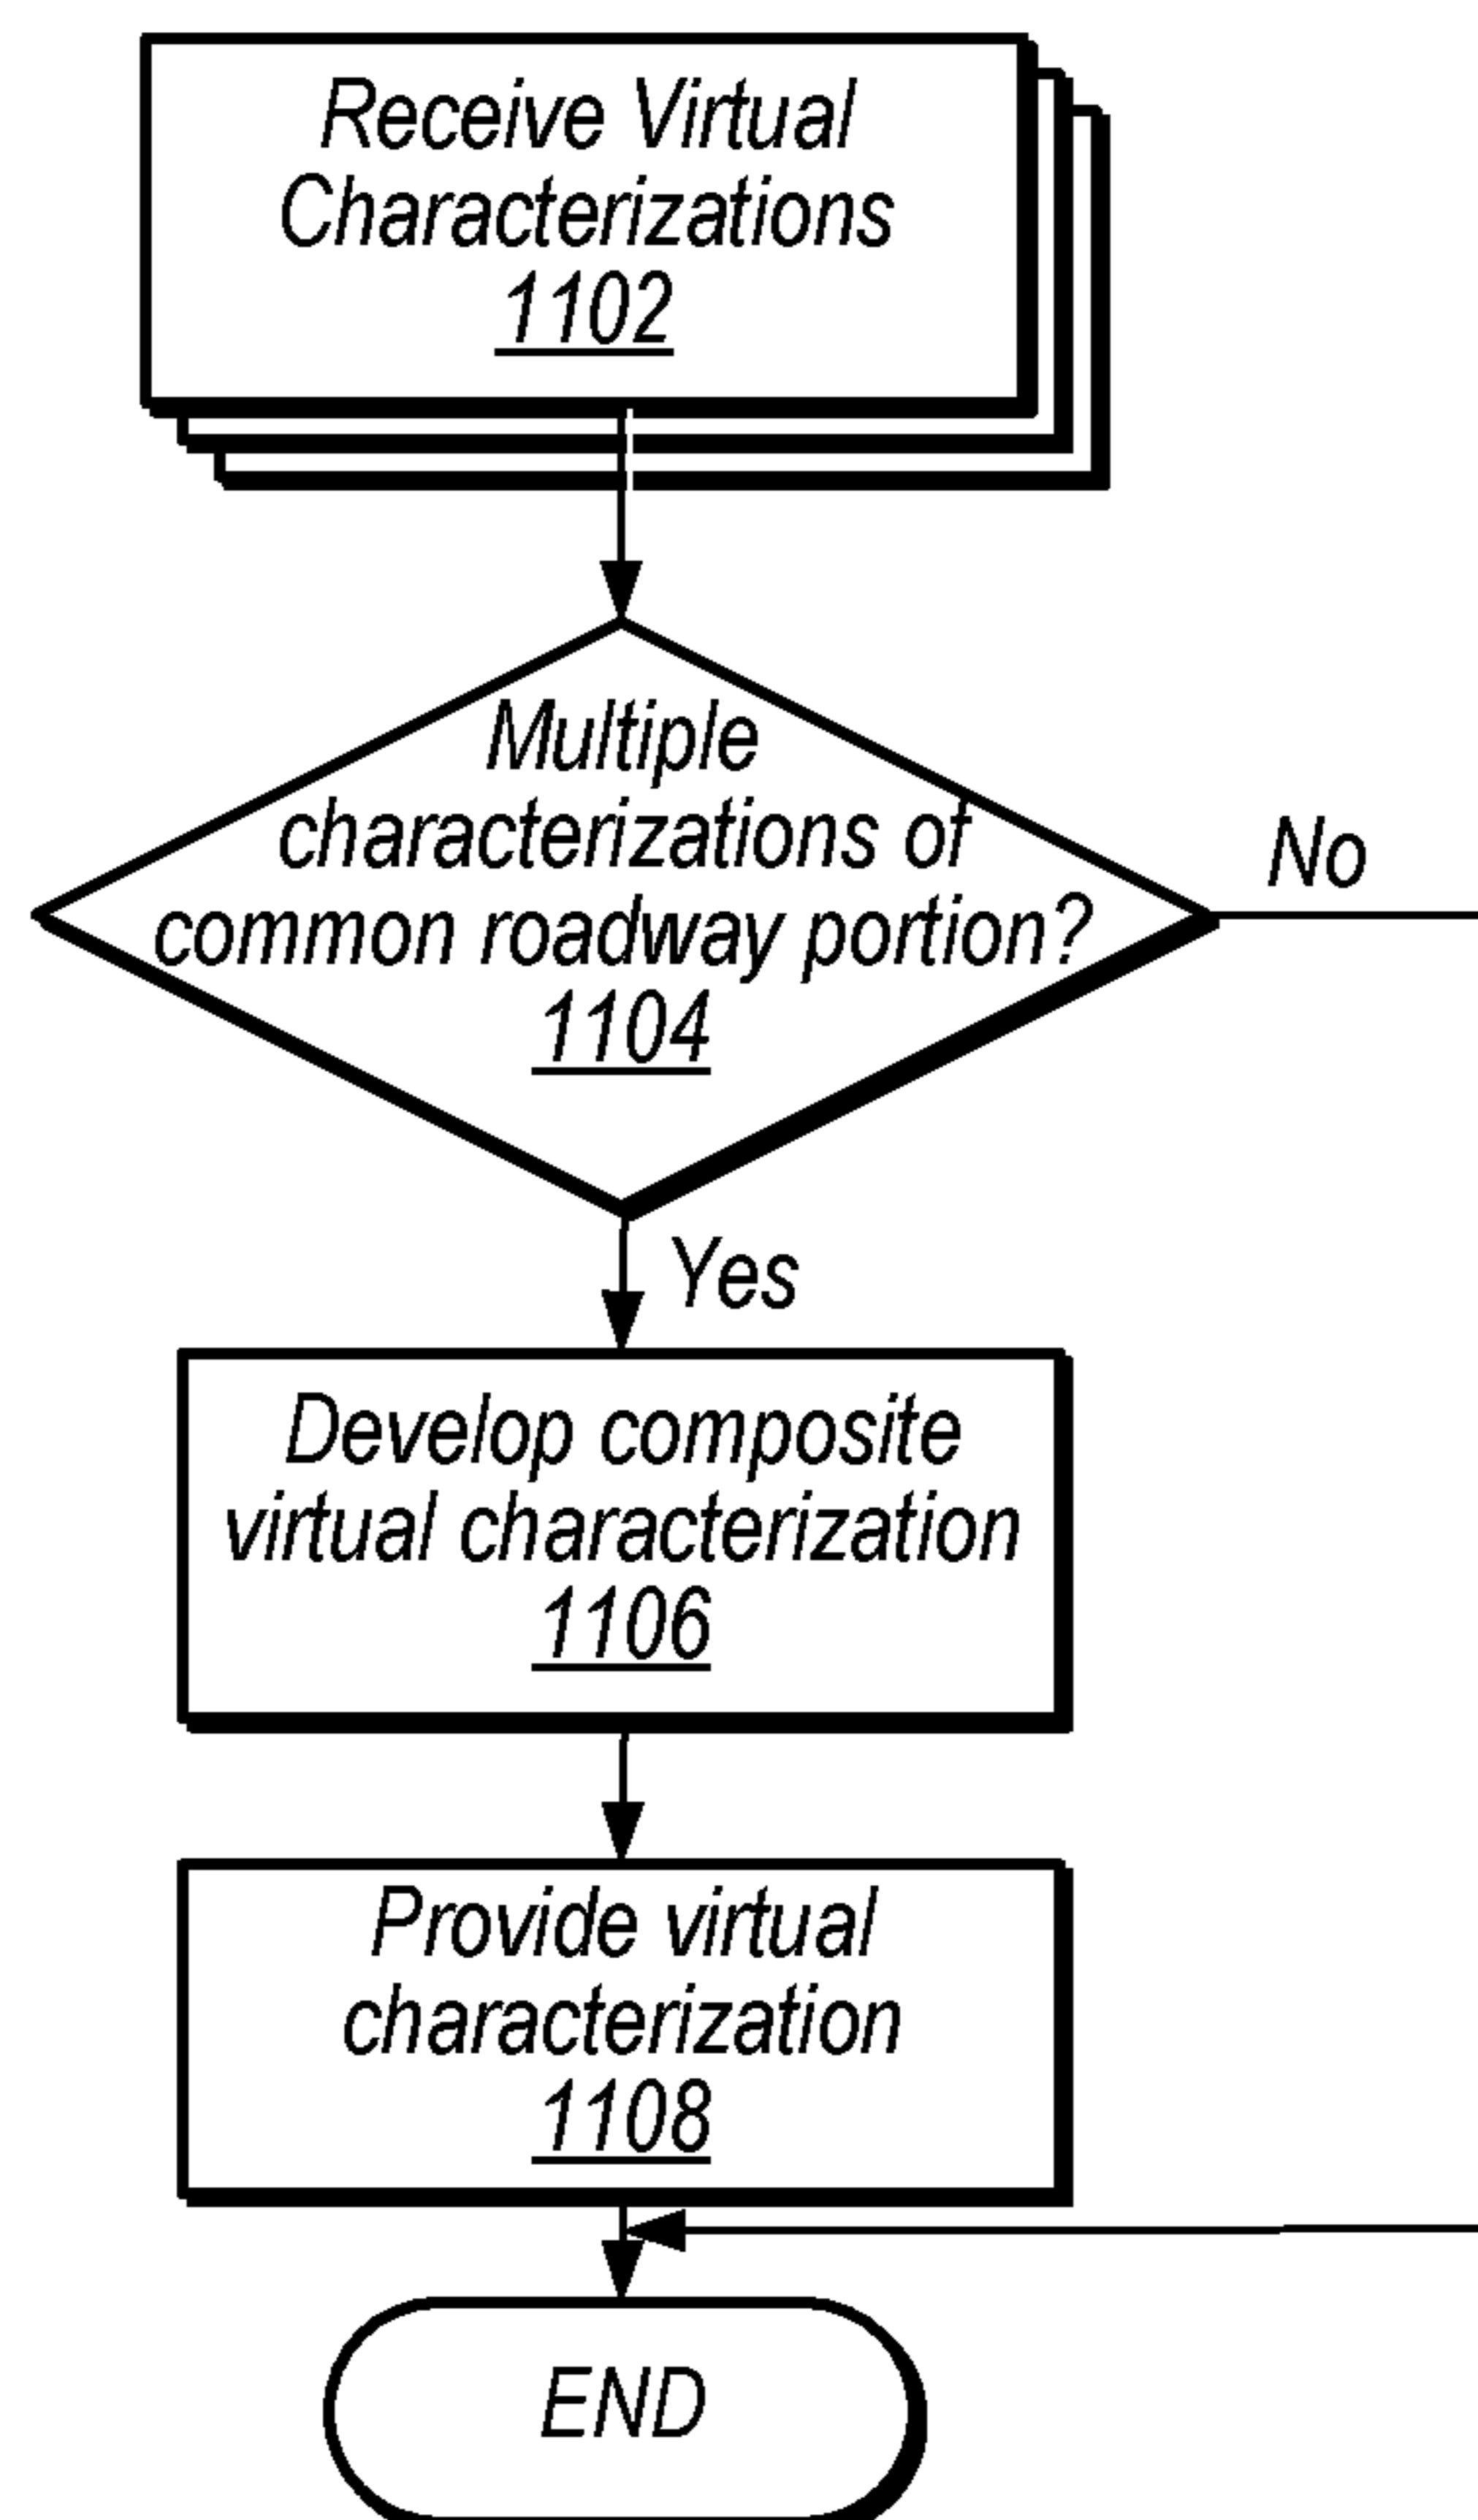 Receive Virtual
Characterizations
1102
Multiple
characterizations of
common roadway portion?
1104
No
Yes
Develop composite
virtual characterization
1106
Provide virtual
characterization
1108
END